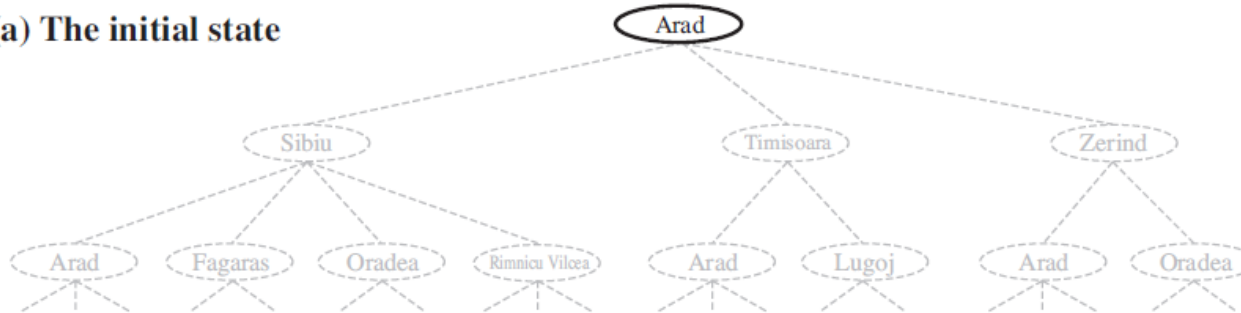 a) The initial state
Arad
Sibiu Timisoara Zerind
Arad Fagaras Oradea Rimnicu Vilcea Arad Lugoj Arad Oradea